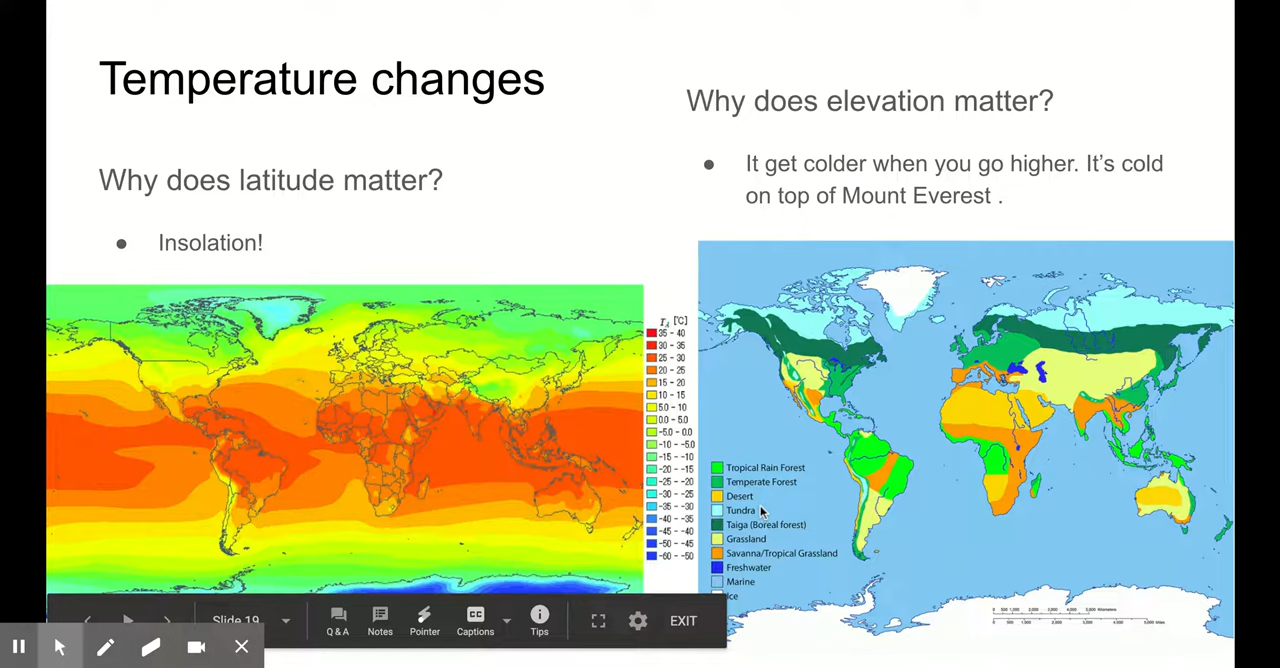 Temperature changes
Why does latitude matter?
● Insolation!
Why does elevation matter?
● It get colder when you go higher. It's cold
on top of Mount Everest .
[°C]
35 - 40
30 - 35
25 - 30
20 - 25
15 - 20
10 - 15
5.0 - 10
0.0 - 5.0
-5.0 - 0.0
-10 - -5.0
-15 - -10
-20 - -15
-25 - -20
-30 - -25
-35 - -30
-40 - -35
-45 - -40
-50 - -45
-60 - -50
Tropical Rain Forest
Temperate Forest
Desert
Tundra
Taiga (Boreal forest)
Grassland
Savanna/Tropical Grassland
Freshwater
Marine
Ice
Slide 19
Q & A
Notes
Pointer
CC
Captions
Tips
EXIT